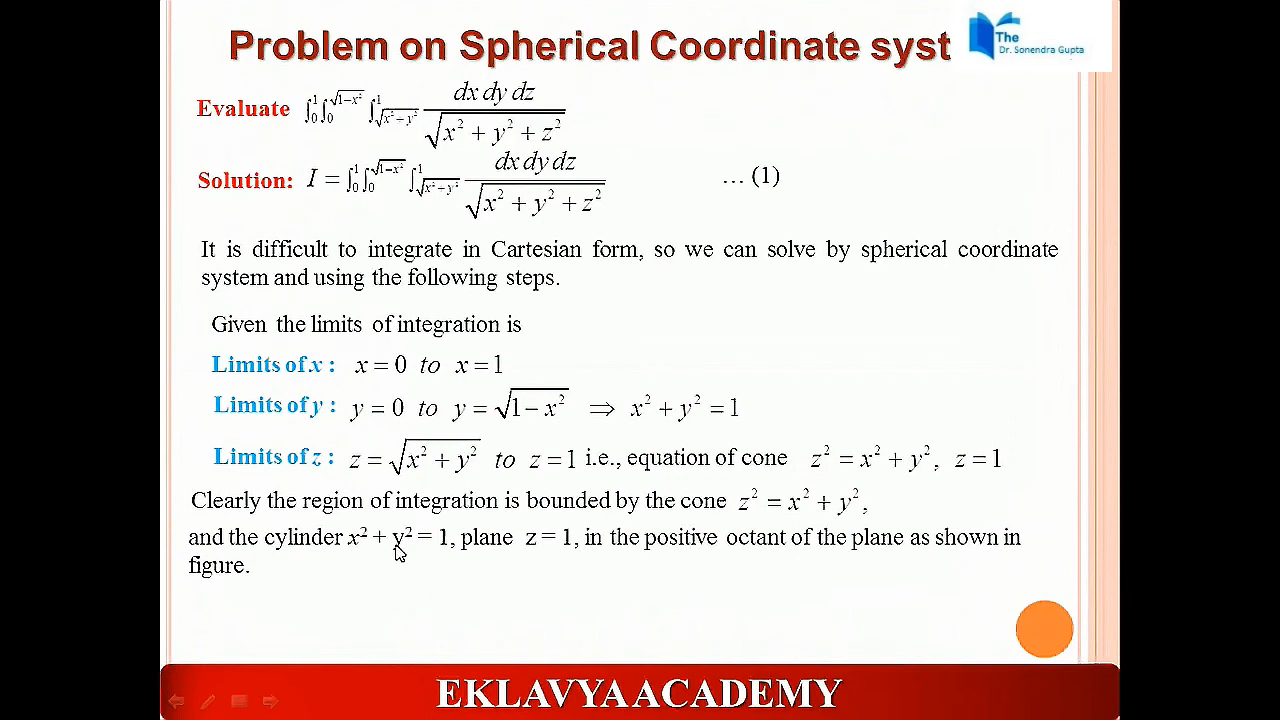 Problem on Spherical Coordinate syst
The
Dr. Sonendra Gupta
Evaluate ∫₀¹ ∫₀^√(1−x²) ∫_√(x²+y²)^1 dx dy dz / √(x² + y² + z²)
Solution: I = ∫₀¹ ∫₀^√(1−x²) ∫_√(x²+y²)^1 dx dy dz / √(x² + y² + z²) … (1)
It is difficult to integrate in Cartesian form, so we can solve by spherical coordinate
system and using the following steps.
Given the limits of integration is
Limits of x : x = 0 to x = 1
Limits of y : y = 0 to y = √(1 − x²) ⇒ x² + y² = 1
Limits of z : z = √(x² + y²) to z = 1 i.e., equation of cone z² = x² + y², z = 1
Clearly the region of integration is bounded by the cone z² = x² + y²,
and the cylinder x² + y² = 1, plane z = 1, in the positive octant of the plane as shown in
figure.
EKLAVYA ACADEMY